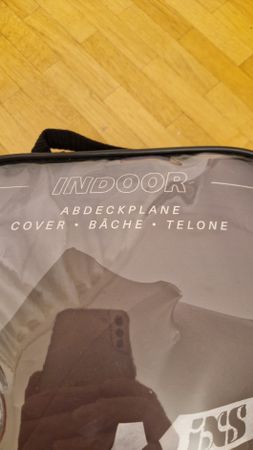 INDOOR
ABDECKPLANE
COVER • BÂCHE • TELONE
iXS